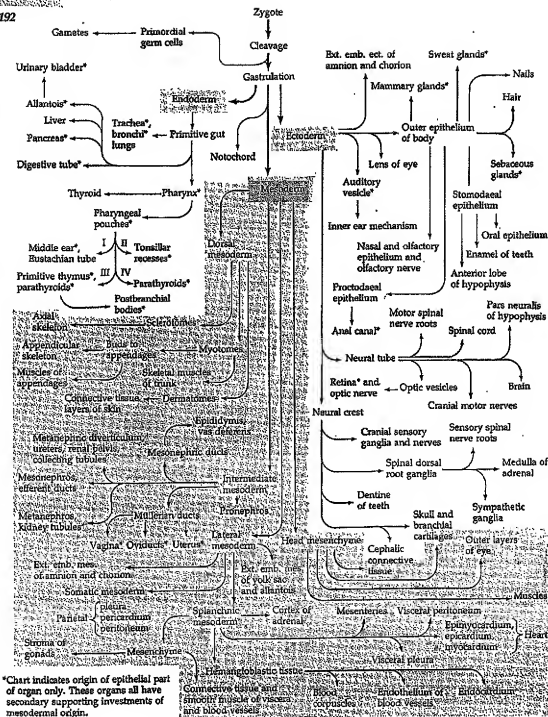 192
Zygote
Gametes
Primordial
germ cells
Cleavage
Gastrulation
Urinary bladder*
Endoderm
Allantois*
Liver
Pancreas*
Digestive tube*
Trachea*,
bronchi*
lungs
Primitive gut
Notochord
Ectoderm
Mesoderm
Thyroid
Pharynx*
Pharyngeal
pouches*
Middle ear*,
Eustachian tube
I
II
Tonsillar
recesses*
Primitive thymus*,
parathyroids*
III
IV
Parathyroids*
Postbranchial
bodies*
Ext. emb. ect. of
amnion and chorion
Sweat glands*
Mammary glands*
Nails
Hair
Outer epithelium
of body
Lens of eye
Sebaceous
glands*
Auditory
vesicle*
Inner ear mechanism
Stomodaeal
epithelium
Oral epithelium
Nasal and olfactory
epithelium and
olfactory nerve
Enamel of teeth
Anterior lobe
of hypophysis
Proctodaeal
epithelium
Anal canal*
Motor spinal
nerve roots
Spinal cord
Pars neuralis
of hypophysis
Neural tube
Retina* and
optic nerve
Optic vesicles
Brain
Cranial motor nerves
Neural crest
Cranial sensory
ganglia and nerves
Sensory spinal
nerve roots
Spinal dorsal
root ganglia
Medulla of
adrenal
Sympathetic
ganglia
Dentine
of teeth
Skull and
branchial
cartilages
Cephalic
connective
tissue
Dorsal
mesoderm
Axial
skeleton
Sclerotomes
Appendicular
skeleton
Buds to
appendages
Myotomes
Muscles of
appendages
Skeletal muscles
of trunk
Connective tissue
layers of skin
Dermatomes
Epididymus,
vas deferens
Metanephric diverticulum,
ureters, renal pelvis,
collecting tubules
Mesonephric ducts
Mesonephros,
efferent ducts
Intermediate
mesoderm
Pronephros
Metanephros,
kidney tubules
Müllerian ducts
Vagina* Oviducts* Uterus*
Lateral
mesoderm
Head mesenchyme
Outer layers
of eye
Ext. emb. mes.
of amnion and chorion
Ext. emb. mes.
of yolk sac
and allantois
Muscles
Somatic mesoderm
Parietal
pleura
pericardium
peritoneum
Splanchnic
mesoderm
Cortex of
adrenal
Mesenteries
Visceral peritoneum
Epimyocardium,
epicardium,
myocardium
Heart
Stroma of
gonads
Mesenchyme
Visceral pleura
Hemangioblastic tissue
Connective tissue and
smooth muscle of viscera
and blood vessels
Blood
corpuscles
Endothelium of
blood vessels
Endocardium
*Chart indicates origin of epithelial part
of organ only. These organs all have
secondary supporting investments of
mesodermal origin.